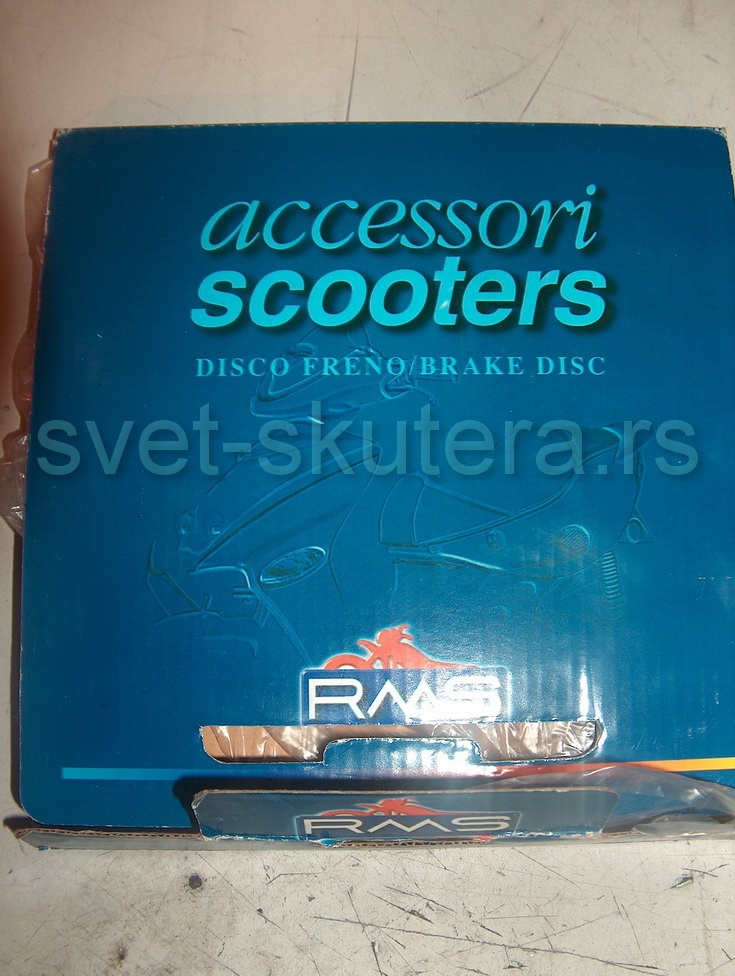 accessori
scooters
DISCO FRENO/BRAKE DISC
svet-skutera.rs
RMS
RMS